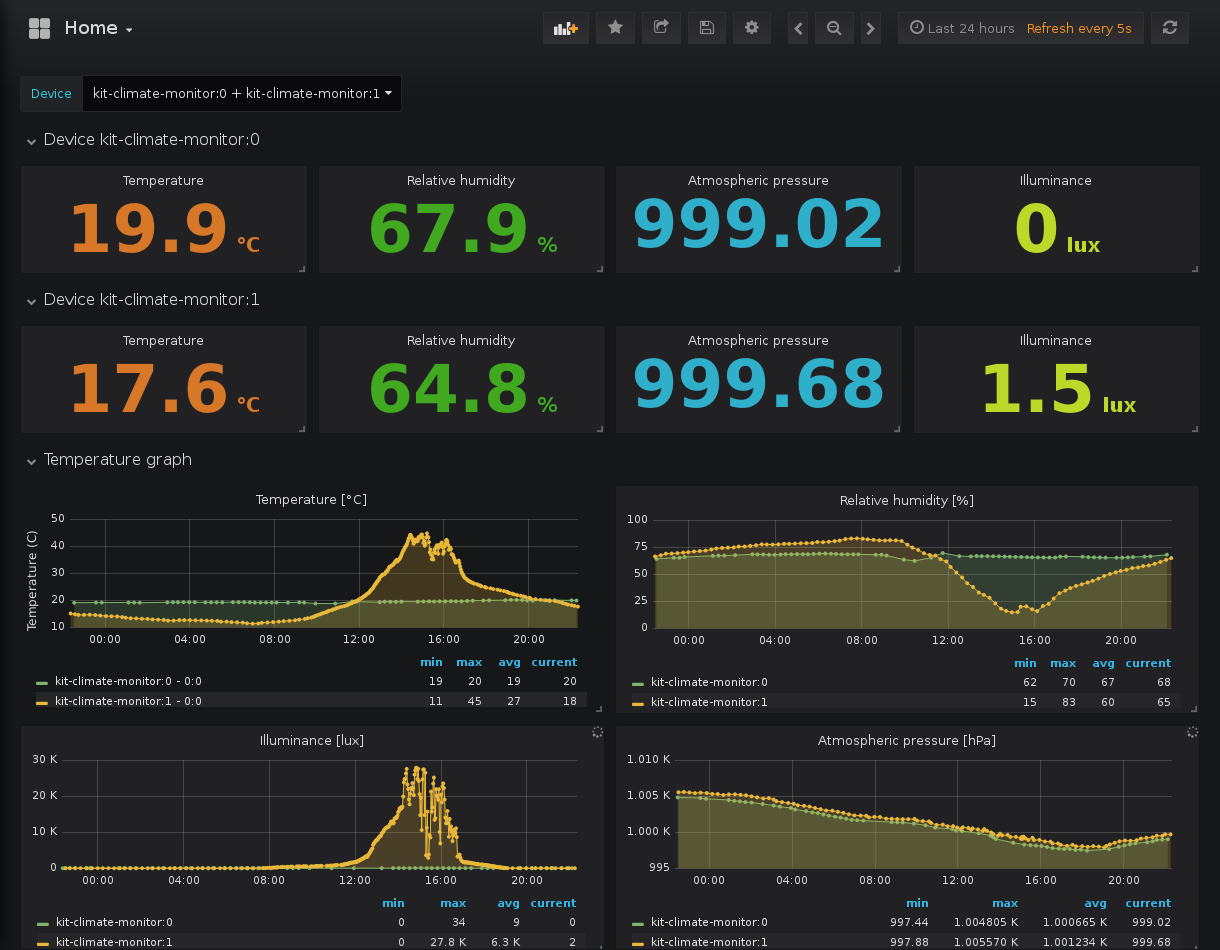 Home
Last 24 hours Refresh every 5s
Device kit-climate-monitor:0 + kit-climate-monitor:1
Device kit-climate-monitor:0
Temperature Relative humidity Atmospheric pressure Illuminance
19.9 °C 67.9 % 999.02 0 lux
Device kit-climate-monitor:1
Temperature Relative humidity Atmospheric pressure Illuminance
17.6 °C 64.8 % 999.68 1.5 lux
Temperature graph
Temperature [°C]
Temperature (C)
50
40
30
20
10
00:00 04:00 08:00 12:00 16:00 20:00
min max avg current
kit-climate-monitor:0 - 0:0 19 20 19 20
kit-climate-monitor:1 - 0:0 11 45 27 18
Relative humidity [%]
100
75
50
25
0
00:00 04:00 08:00 12:00 16:00 20:00
min max avg current
kit-climate-monitor:0 62 70 67 68
kit-climate-monitor:1 15 83 60 65
Illuminance [lux]
30 K
20 K
10 K
0
00:00 04:00 08:00 12:00 16:00 20:00
min max avg current
kit-climate-monitor:0 0 34 9 0
kit-climate-monitor:1 0 27.8 K 6.3 K 2
Atmospheric pressure [hPa]
1.010 K
1.005 K
1.000 K
995
00:00 04:00 08:00 12:00 16:00 20:00
min max avg current
kit-climate-monitor:0 997.44 1.004805 K 1.000665 K 999.02
kit-climate-monitor:1 997.88 1.005570 K 1.001234 K 999.68